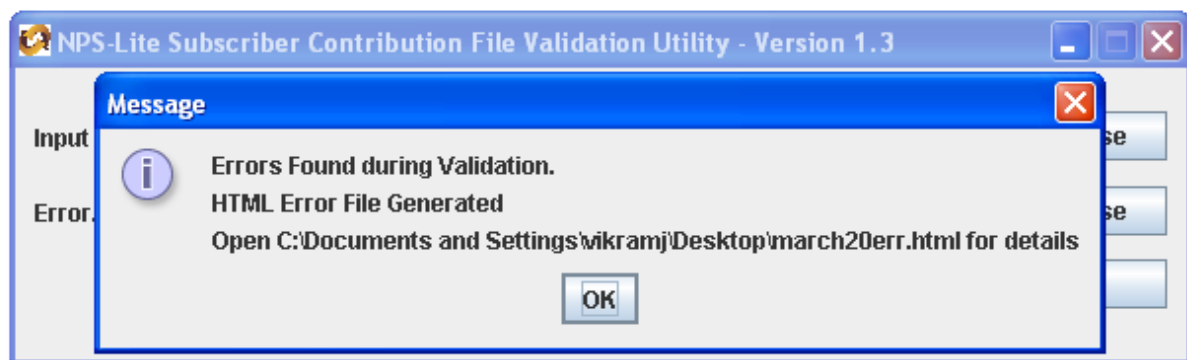 NPS-Lite Subscriber Contribution File Validation Utility - Version 1.3
Message
Input
se
Errors Found during Validation.
HTML Error File Generated
Error.
se
Open C:\Documents and Settings\vikramj\Desktop\march20err.html for details
OK